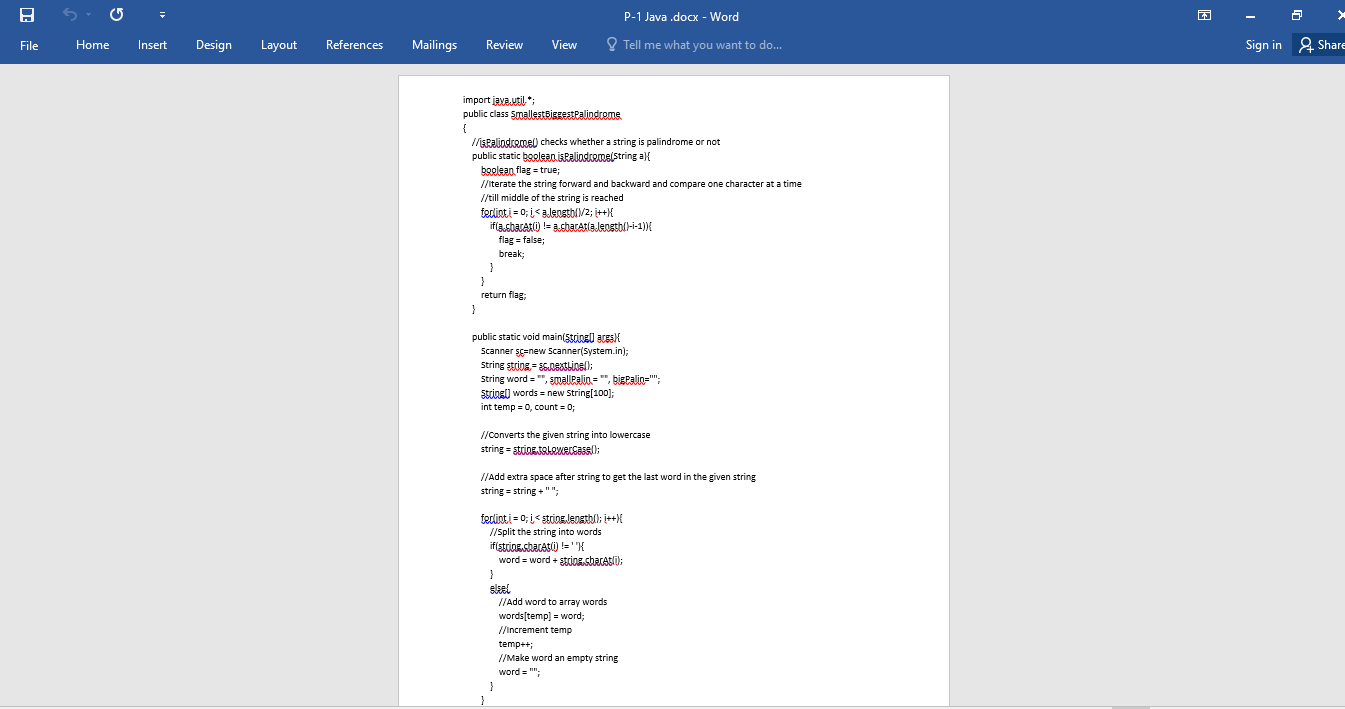 P-1 Java .docx - Word
File Home Insert Design Layout References Mailings Review View Tell me what you want to do... Sign in Share
import java.util.*;
public class SmallestBiggestPalindrome
{
//isPalindrome() checks whether a string is palindrome or not
public static boolean isPalindrome(String a){
boolean flag = true;
//Iterate the string forward and backward and compare one character at a time
//till middle of the string is reached
for(int i = 0; i < a.length()/2; i++){
if(a.charAt(i) != a.charAt(a.length()-i-1)){
flag = false;
break;
}
}
return flag;
}
public static void main(String[] args){
Scanner sc=new Scanner(System.in);
String string = sc.nextLine();
String word = "", smallPalin = "", bigPalin="";
String[] words = new String[100];
int temp = 0, count = 0;
//Converts the given string into lowercase
string = string.toLowerCase();
//Add extra space after string to get the last word in the given string
string = string + " ";
for(int i = 0; i < string.length(); i++){
//Split the string into words
if(string.charAt(i) != ' '){
word = word + string.charAt(i);
}
else{
//Add word to array words
words[temp] = word;
//Increment temp
temp++;
//Make word an empty string
word = "";
}
}